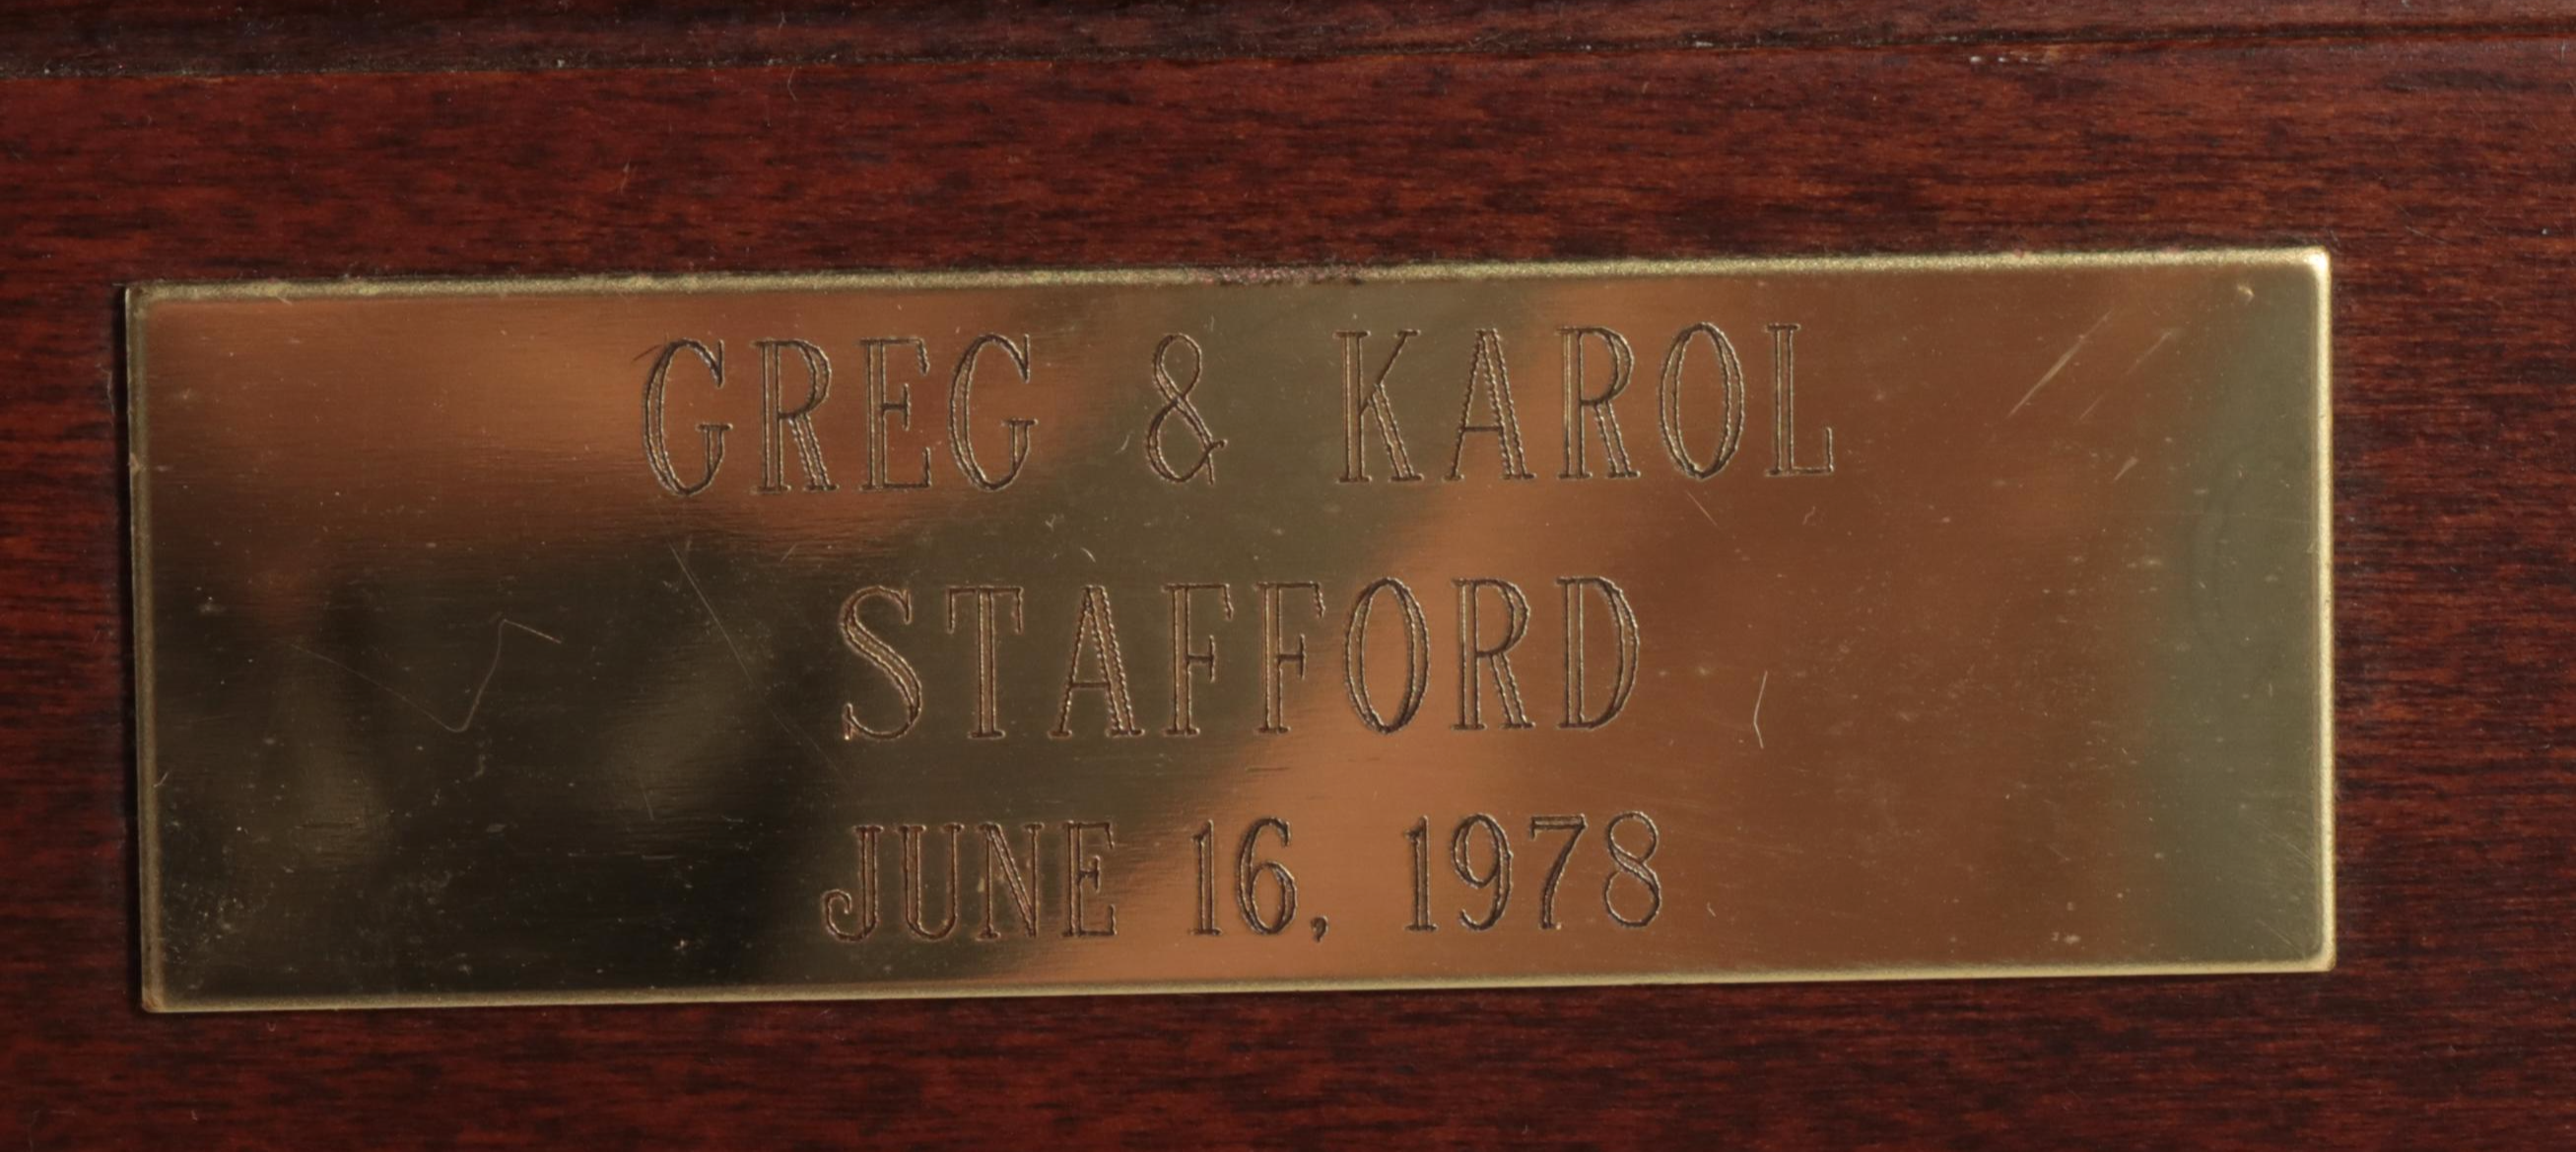 GREG & KAROL
STAFFORD
JUNE 16, 1978